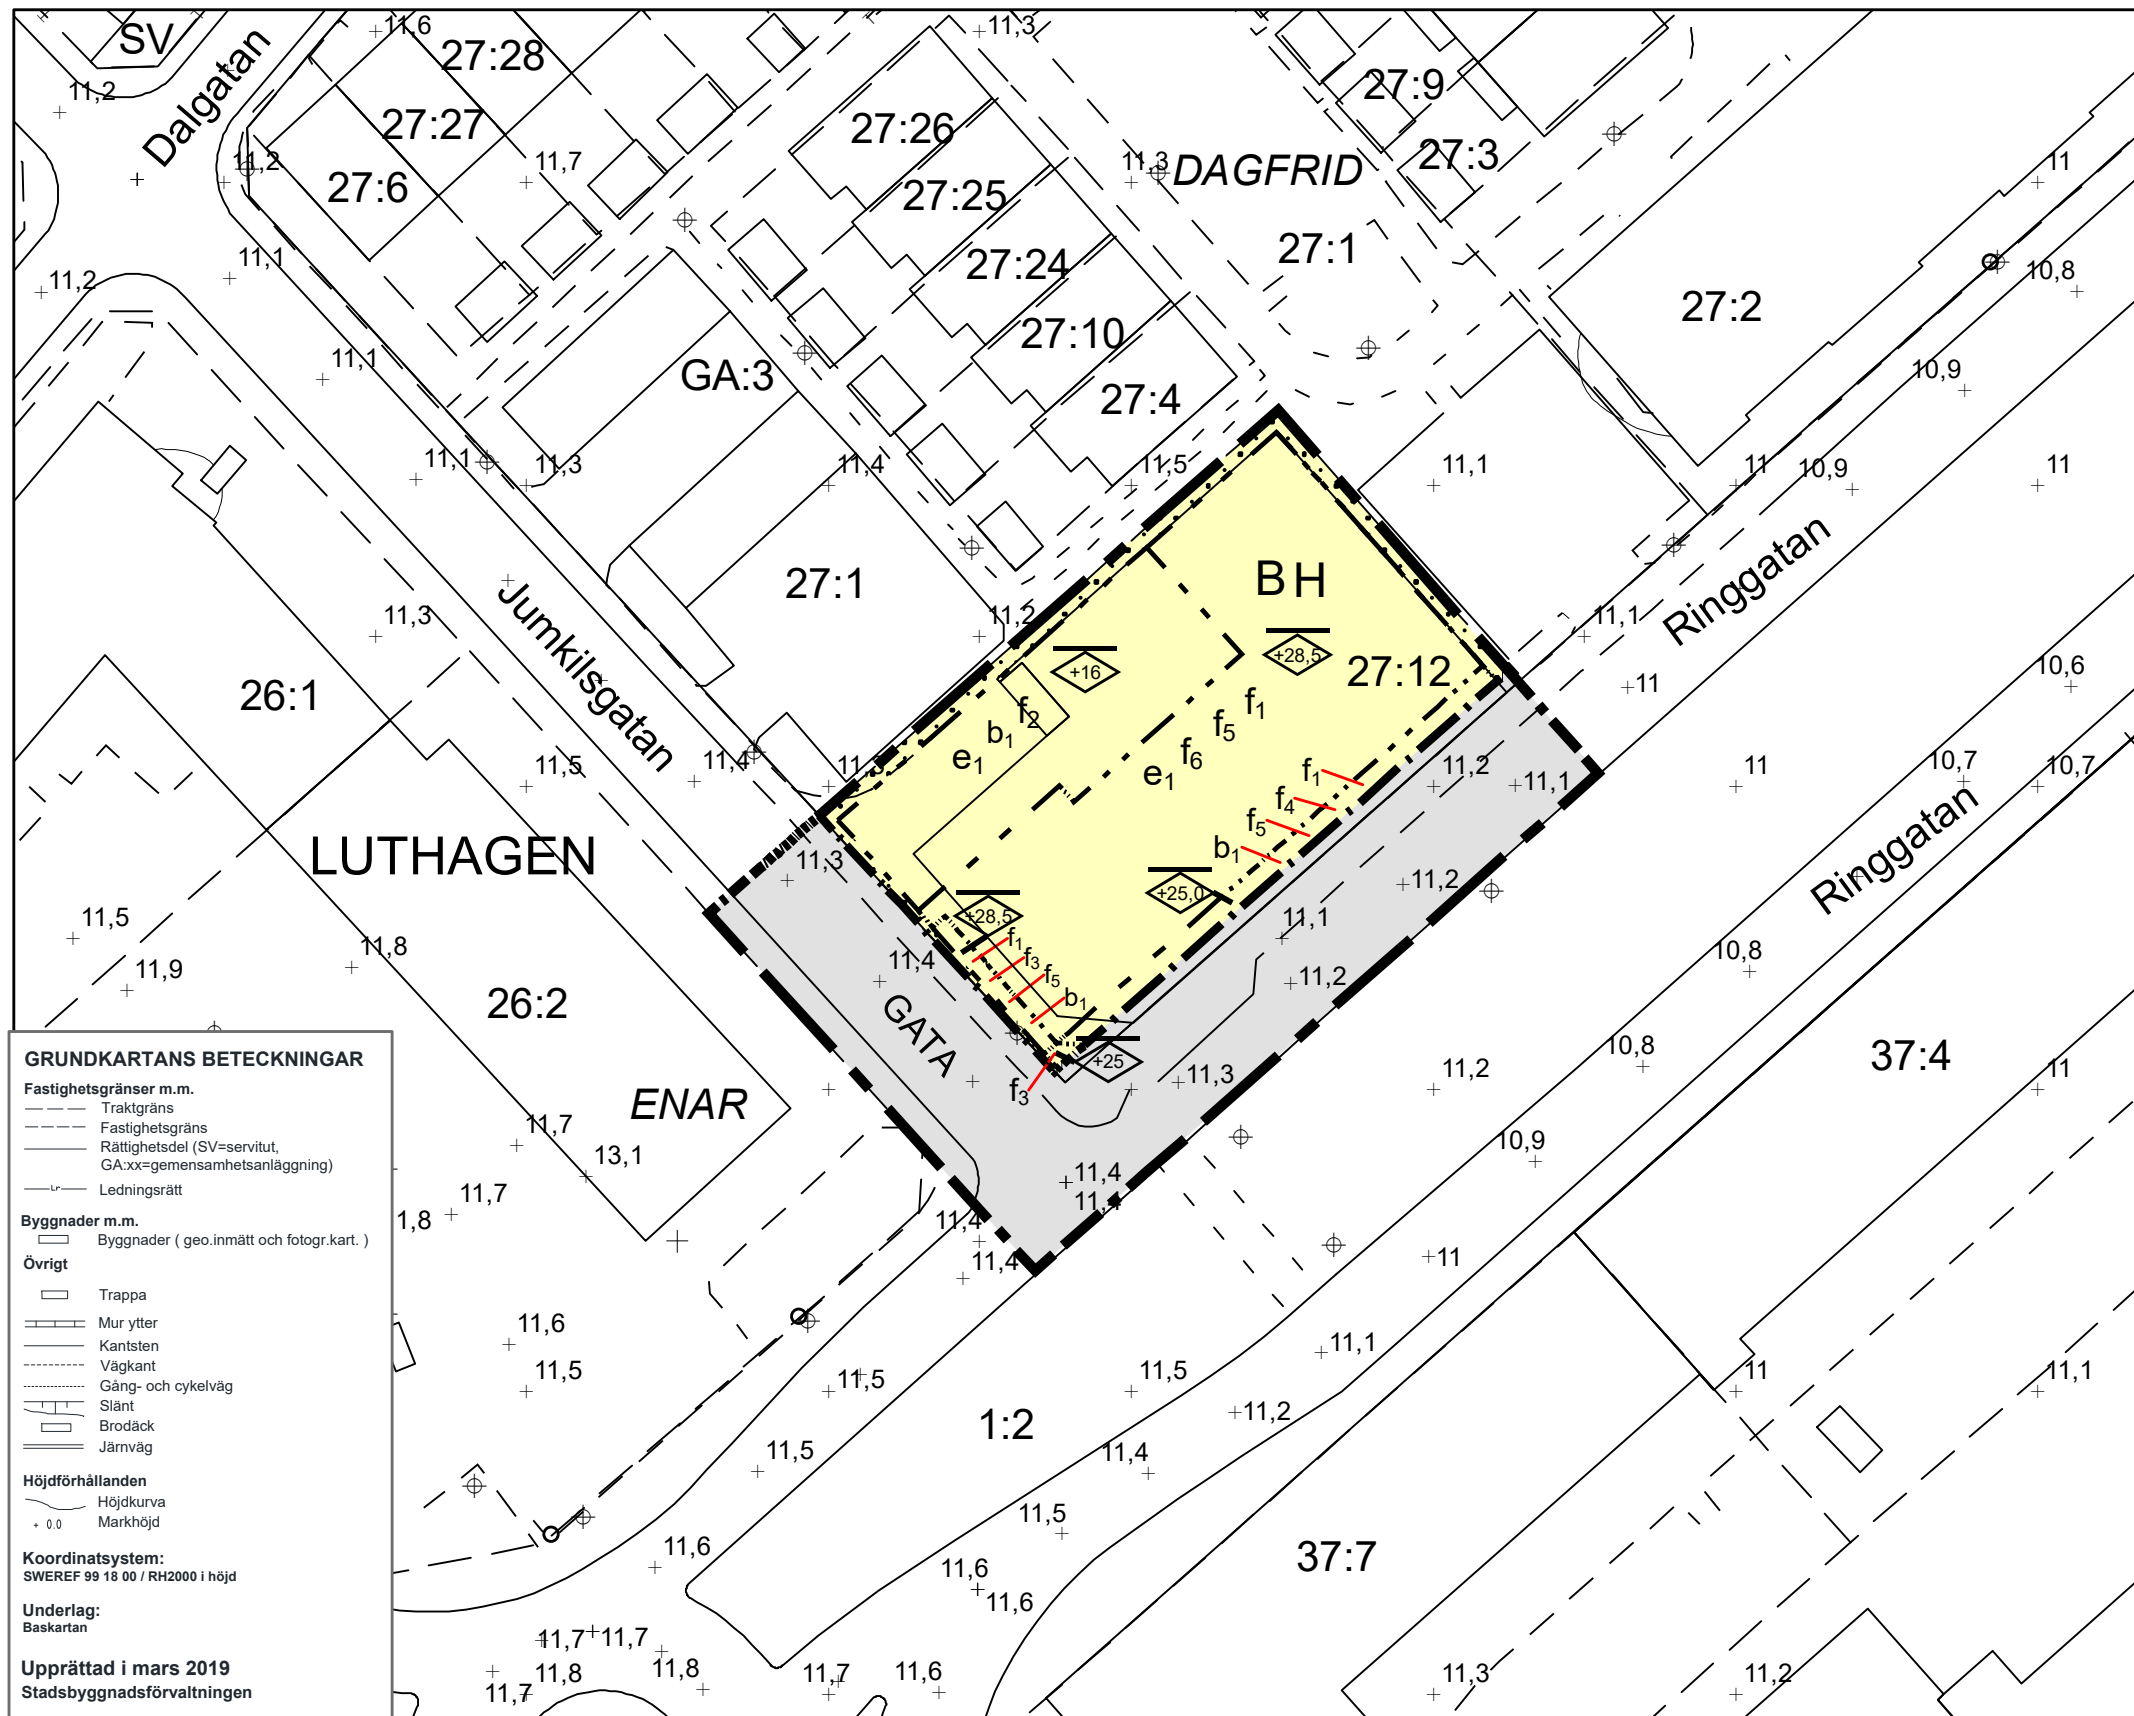 SV
Dalgatan
11,6
27:28
11,3
27:9
11,2
27:27
27:26
27:3
11,2
27:6
11,7
27:25
11,3
DAGFRID
11
11,1
27:24
27:1
27:2
10,8
11,2
11,1
GA:3
27:10
27:4
10,9
11,1
11,3
11,4
11,5
11,1
11
10,9
11
Jumkilsgatan
27:1
BH
Ringgatan
11,3
11,2
11,1
26:1
+16
+28,5
27:12
11
10,6
f2
b1
e1
f1
f5
f6
e1
11,4
11,5
f1
11,2
11,1
11
10,7
10,7
f4
f5
b1
Ringgatan
LUTHAGEN
11,3
+28,5
+25,0
11,2
11,5
11,8
11,9
11,4
f1
f3
f5
b1
11,1
11,2
10,8
26:2
GATA
+25
f3
11,3
11,2
10,8
37:4
11
ENAR
11,7
13,1
11,7
1,8
11,4
11,4
11,4
11,4
10,9
11
11,6
11,5
11,5
11,5
11,1
11
11,1
1:2
11,2
11,5
11,4
11,5
11,6
11,6
11,6
37:7
11,7
11,7
11,8
11,8
11,7
11,7
11,6
11,3
11,2
GRUNDKARTANS BETECKNINGAR
Fastighetsgränser m.m.
Traktgräns
Fastighetsgräns
Rättighetsdel (SV=servitut,
GA:xx=gemensamhetsanläggning)
Lr
Ledningsrätt
Byggnader m.m.
Byggnader ( geo.inmätt och fotogr.kart. )
Övrigt
Trappa
Mur ytter
Kantsten
Vägkant
Gång- och cykelväg
Slänt
Brodäck
Järnväg
Höjdförhållanden
Höjdkurva
+ 0.0 Markhöjd
Koordinatsystem:
SWEREF 99 18 00 / RH2000 i höjd
Underlag:
Baskartan
Upprättad i mars 2019
Stadsbyggnadsförvaltningen